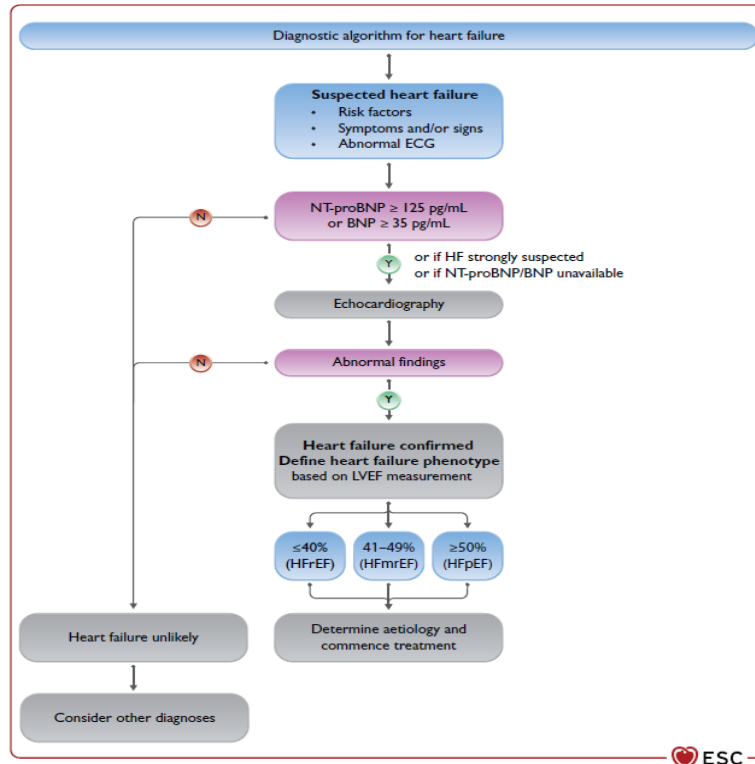 Diagnostic algorithm for heart failure
Suspected heart failure
• Risk factors
• Symptoms and/or signs
• Abnormal ECG
NT-proBNP ≥ 125 pg/mL
or BNP ≥ 35 pg/mL
N
Y
or if HF strongly suspected
or if NT-proBNP/BNP unavailable
Echocardiography
Abnormal findings
N
Y
Heart failure confirmed
Define heart failure phenotype
based on LVEF measurement
≤40%
(HFrEF)
41–49%
(HFmrEF)
≥50%
(HFpEF)
Heart failure unlikely
Determine aetiology and
commence treatment
Consider other diagnoses
ESC